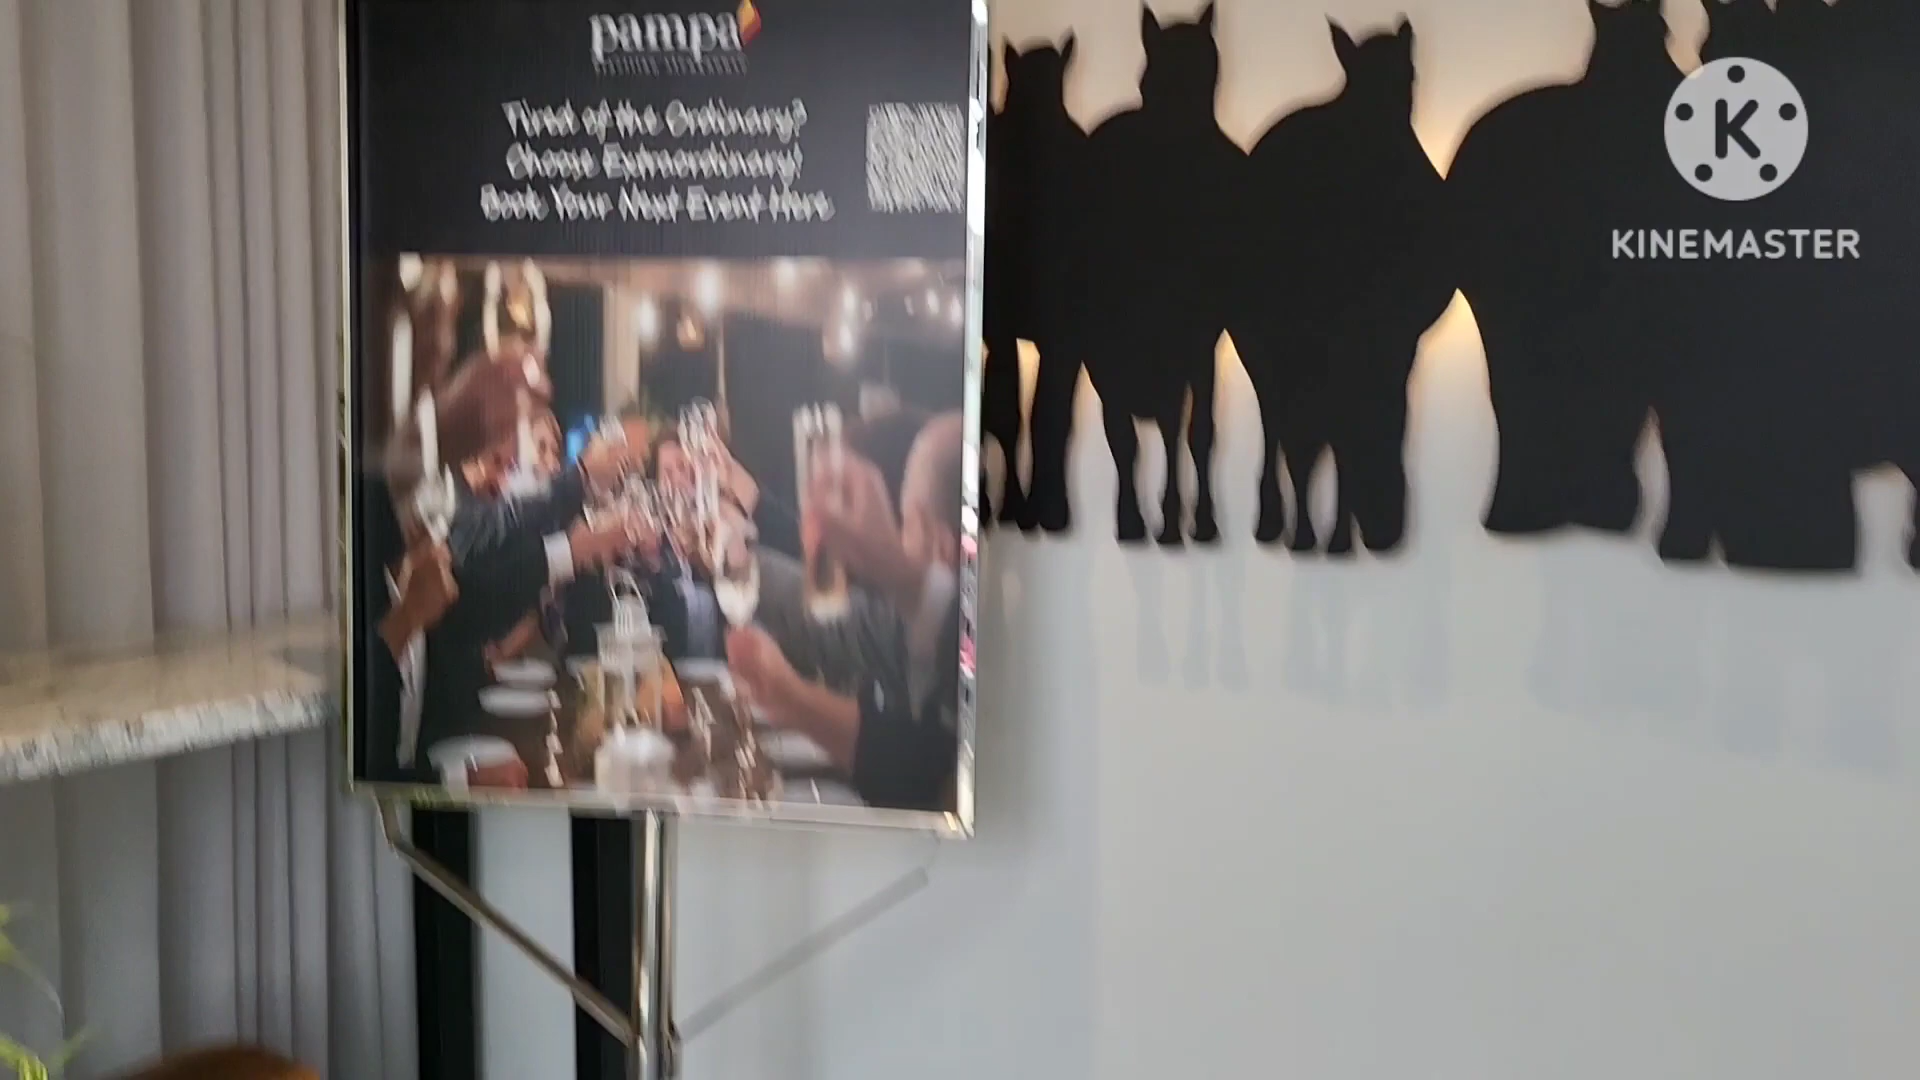 pampa
Tired of the Ordinary?
Choose Extraordinary!
Book Your Next Event Here
K
KINEMASTER